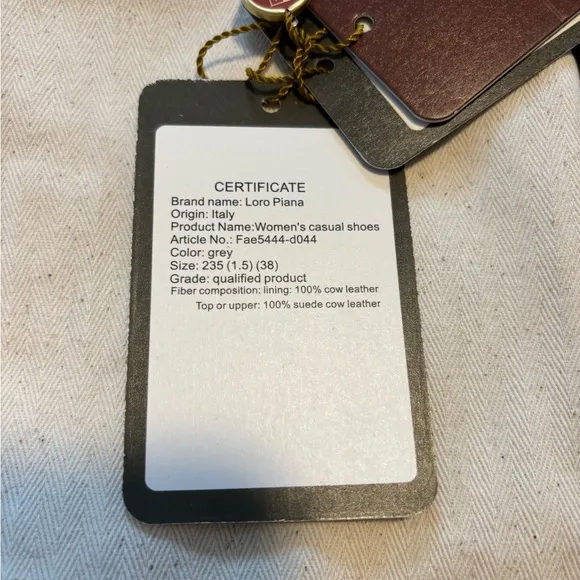 CERTIFICATE
Brand name: Loro Piana
Origin: Italy
Product Name:Women's casual shoes
Article No.: Fae5444-d044
Color: grey
Size: 235 (1.5) (38)
Grade: qualified product
Fiber composition: lining: 100% cow leather
Top or upper: 100% suede cow leather